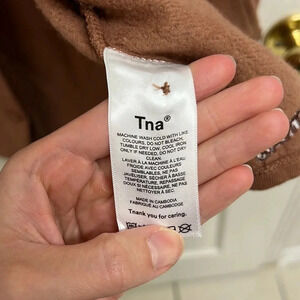 Tna®
MACHINE WASH COLD WITH LIKE
COLOURS. DO NOT BLEACH.
TUMBLE DRY LOW. COOL IRON
ONLY IF NEEDED. DO NOT DRY
CLEAN.
LAVER À LA MACHINE À L'EAU
FROIDE AVEC COULEURS
SEMBLABLES, NE PAS
JAVELISER, SÉCHER À BASSE
TEMPÉRATURE, REPASSAGE
DOUX SI NÉCESSAIRE, NE PAS
NETTOYER À SEC.
MADE IN CAMBODIA
FABRIQUÉ AU CAMBODGE
Thank you for caring.